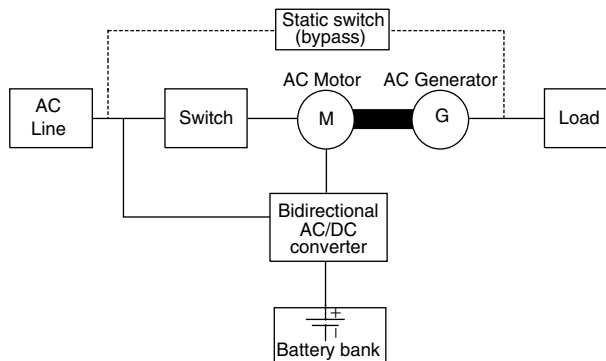 Static switch
(bypass)
AC Motor
AC Generator
AC
Line
Switch
M
G
Load
Bidirectional
AC/DC
converter
+
–
Battery bank